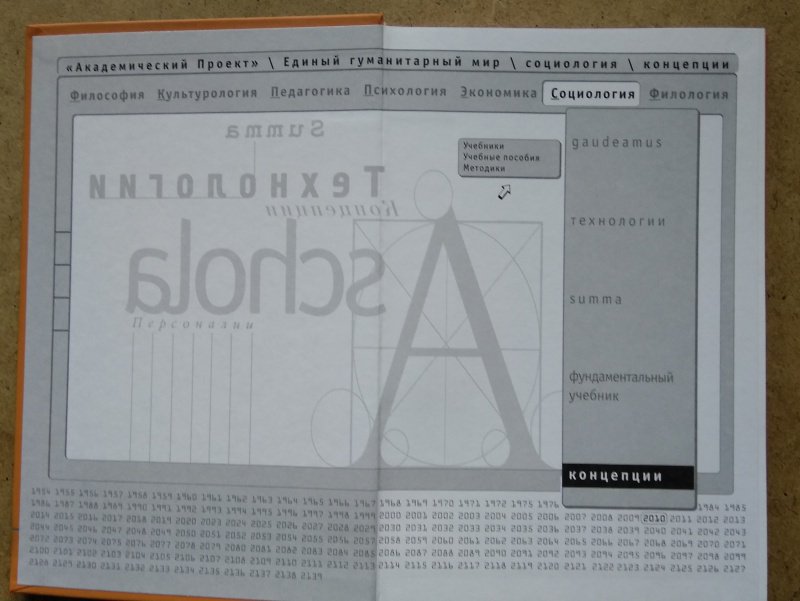 «Академический Проект» \ Единый гуманитарный мир \ социология \ концепции
Философия Культурология Педагогика Психология Экономика Социология Филология
Summa
Технологии
Концепции
schola
Персоналии
Учебники
Учебные пособия
Методики
А
gaudeamus
технологии
summa
фундаментальный
учебник
концепции
1954 1955 1956 1957 1958 1959 1960 1961 1962 1963 1964 1965 1966 1967 1968 1969 1970 1971 1972 1975 1976 1984 1985
1986 1987 1988 1989 1990 1991 1992 1993 1994 1995 1996 1997 1998 1999 2000 2001 2002 2003 2004 2005 2006 2007 2008 2009 2010 2011 2012 2013
2014 2015 2016 2017 2018 2019 2020 2023 2024 2025 2026 2027 2028 2029 2030 2031 2032 2033 2034 2035 2036 2037 2038 2039 2040 2041 2042 2043
2044 2045 2046 2047 2048 2049 2050 2051 2052 2053 2054 2055 2056 2057 2058 2059 2060 2061 2062 2063 2064 2065 2066 2067 2068 2069 2070 2071
2072 2073 2074 2075 2076 2077 2078 2079 2080 2081 2082 2083 2084 2085 2086 2087 2088 2089 2090 2091 2092 2093 2094 2095 2096 2097 2098 2099
2100 2101 2102 2103 2104 2105 2106 2107 2108 2109 2110 2111 2112 2113 2114 2115 2116 2117 2118 2119 2120 2121 2122 2123 2124 2125 2126 2127
2128 2129 2130 2131 2132 2133 2134 2135 2136 2137 2138 2139